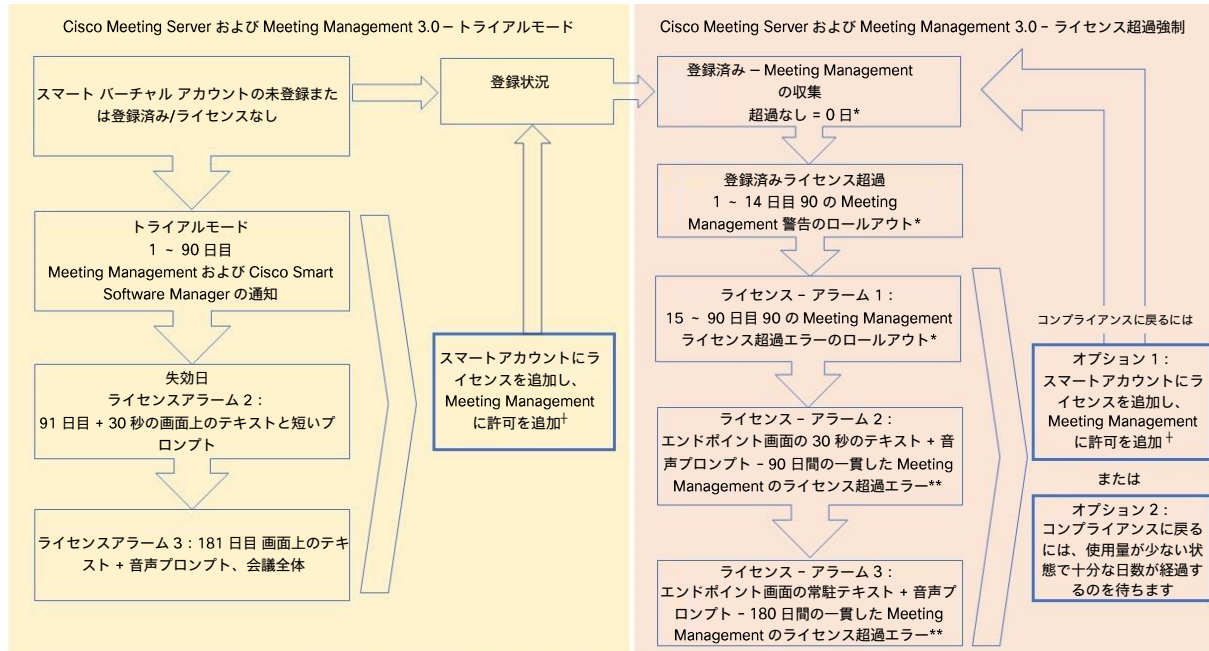 Cisco Meeting Server および Meeting Management 3.0 – トライアルモード
スマート バーチャル アカウントの未登録また
は登録済み/ライセンスなし
登録状況
トライアルモード
1 ~ 90 日目
Meeting Management および Cisco Smart
Software Manager の通知
失効日
ライセンスアラーム 2：
91 日目 + 30 秒の画面上のテキストと短いプ
ロンプト
ライセンスアラーム 3：181 日目 画面上のテキ
スト + 音声プロンプト、会議全体
スマートアカウントにラ
イセンスを追加し、
Meeting Management
に許可を追加┼
Cisco Meeting Server および Meeting Management 3.0 – ライセンス超過強制
登録済み – Meeting Management
の収集
超過なし = 0 日*
登録済みライセンス超過
1 ~ 14 日目 90 の Meeting
Management 警告のロールアウト*
ライセンス – アラーム 1：
15 ~ 90 日目 90 の Meeting Management
ライセンス超過エラーのロールアウト*
ライセンス – アラーム 2：
エンドポイント画面の 30 秒のテキスト + 音
声プロンプト – 90 日間の一貫した Meeting
Management のライセンス超過エラー**
ライセンス – アラーム 3：
エンドポイント画面の常駐テキスト + 音声プ
ロンプト – 180 日間の一貫した Meeting
Management のライセンス超過エラー**
コンプライアンスに戻るには
オプション 1：
スマートアカウントにラ
イセンスを追加し、
Meeting Management
に許可を追加 ┼
または
オプション 2：
コンプライアンスに戻る
には、使用量が少ない状
態で十分な日数が経過す
るのを待ちます